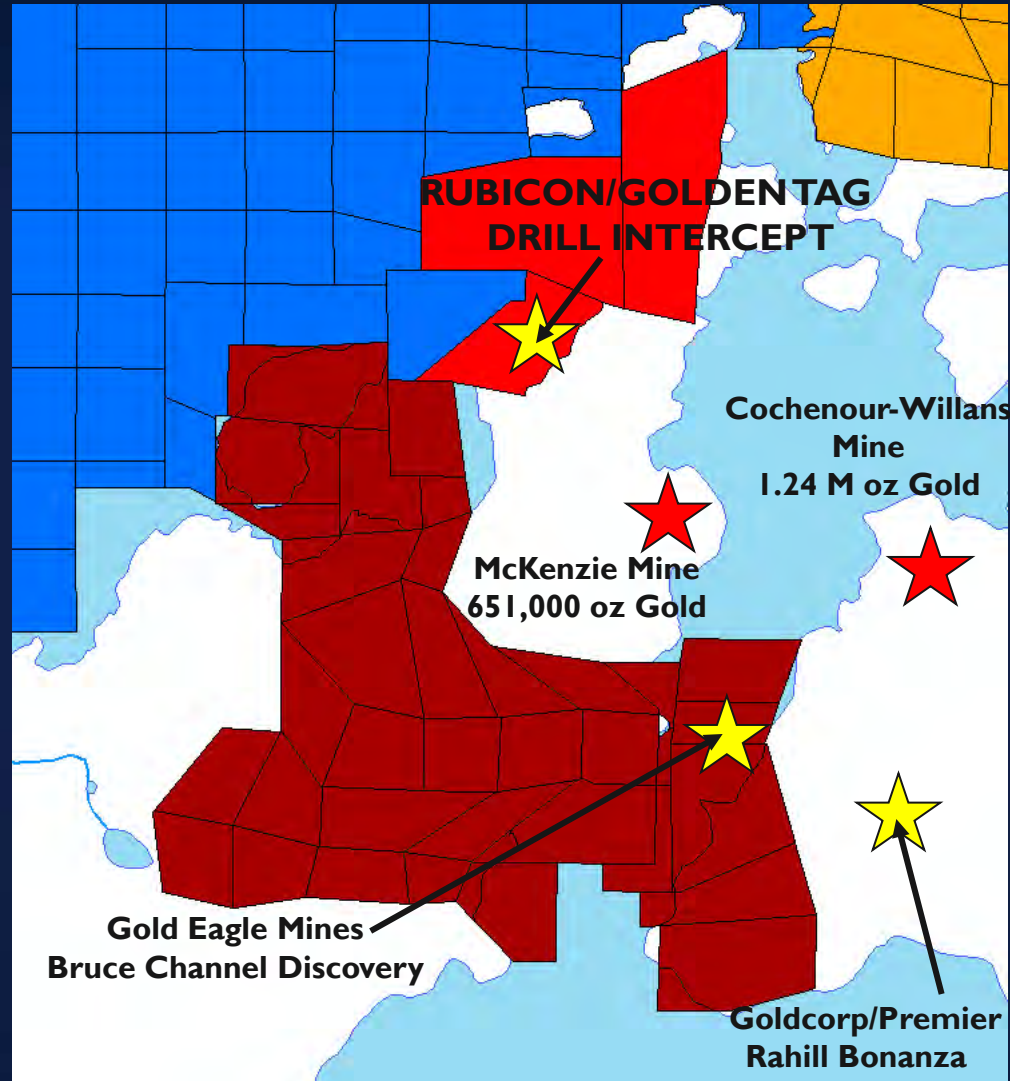 RUBICON/GOLDEN TAG
DRILL INTERCEPT
Cochenour-Willans
Mine
1.24 M oz Gold
McKenzie Mine
651,000 oz Gold
Gold Eagle Mines
Bruce Channel Discovery
Goldcorp/Premier
Rahill Bonanza